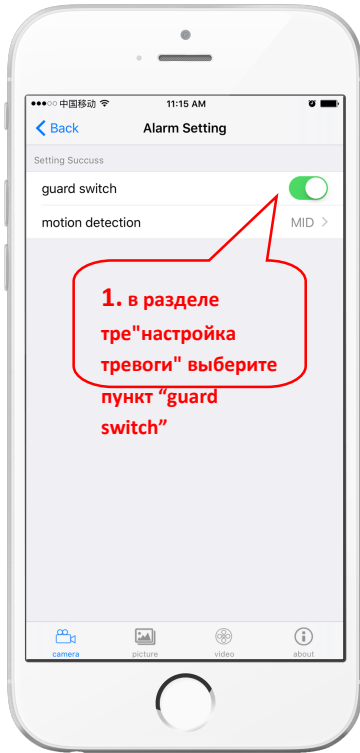 中国移动 11:15 AM
Back Alarm Setting
Setting Succuss
guard switch
motion detection MID >
1. в разделе
тре"настройка
тревоги" выберите
пункт “guard
switch”
camera picture video about